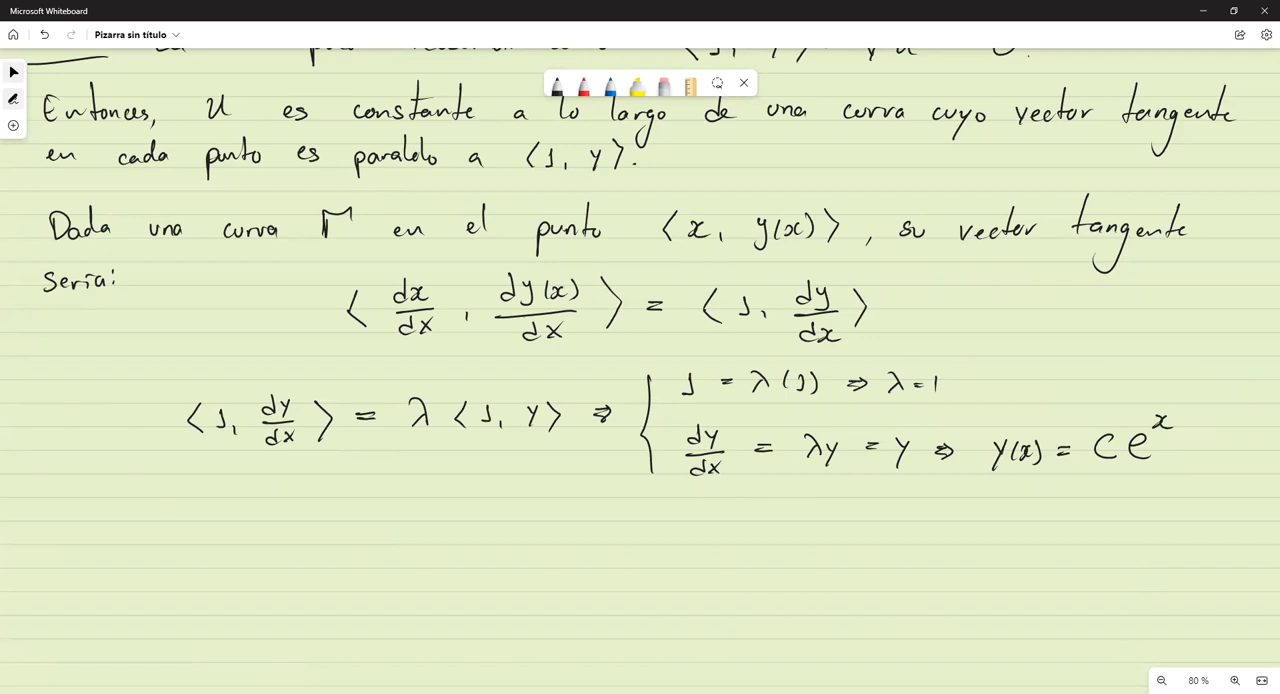 Microsoft Whiteboard
Pizarra sin título
Entonces, u es constante a lo largo de una curva cuyo vector tangente
en cada punto es paralelo a ⟨1, y⟩.
Dada una curva Γ en el punto ⟨x, y(x)⟩, su vector tangente
sería:
⟨dx/dx, dy(x)/dx⟩ = ⟨1, dy/dx⟩
⟨1, dy/dx⟩ = λ⟨1, y⟩ ⇒ { 1 = λ(1) ⇒ λ = 1
dy/dx = λy = y ⇒ y(x) = Ce^x
80 %